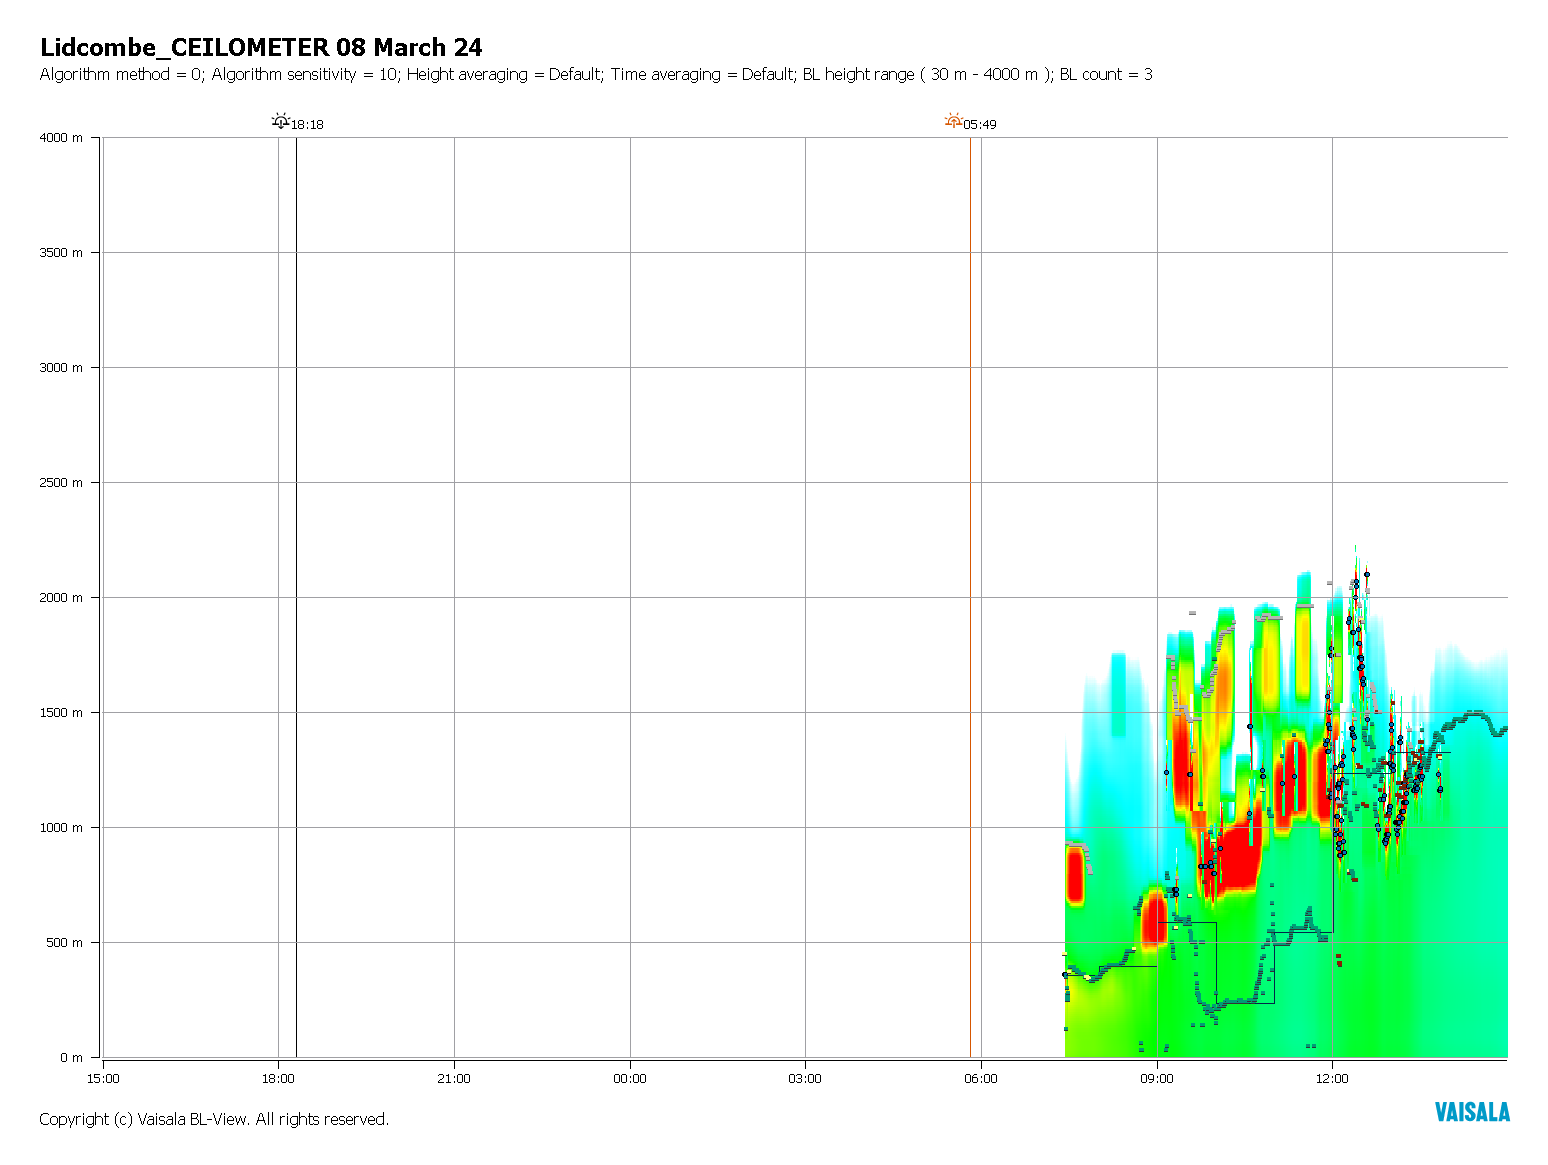 Lidcombe_CEILOMETER 08 March 24
Algorithm method = 0; Algorithm sensitivity = 10; Height averaging = Default; Time averaging = Default; BL height range ( 30 m - 4000 m ); BL count = 3
18:18 05:49
4000 m
3500 m
3000 m
2500 m
2000 m
1500 m
1000 m
500 m
0 m
15:00 18:00 21:00 00:00 03:00 06:00 09:00 12:00
Copyright (c) Vaisala BL-View. All rights reserved.
VAISALA